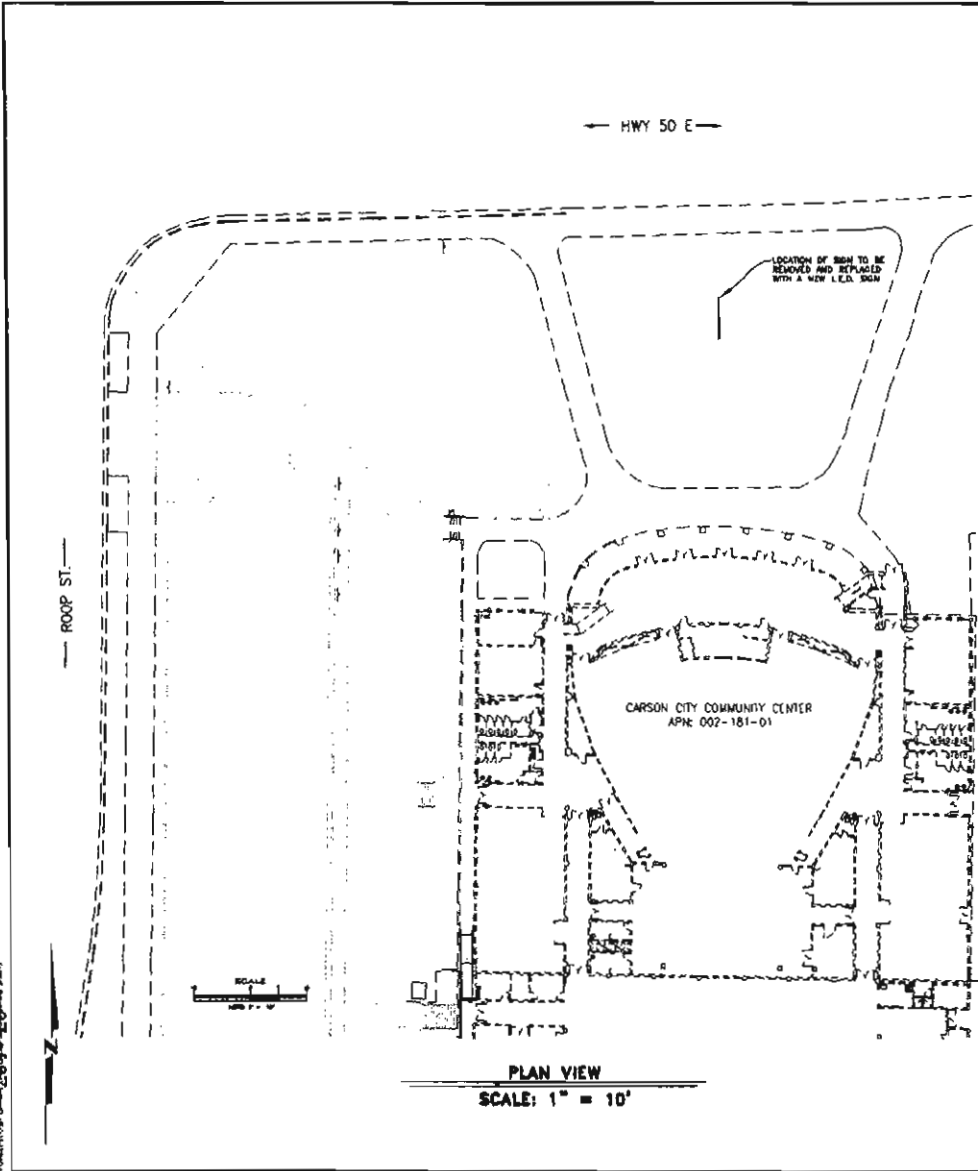 HWY 50 E
LOCATION OF SIGN TO BE
REMOVED AND REPLACED
WITH A NEW L.E.D. SIGN
ROOP ST.
CARSON CITY COMMUNITY CENTER
APN: 002-181-01
SCALE
N
PLAN VIEW
SCALE: 1" = 10'